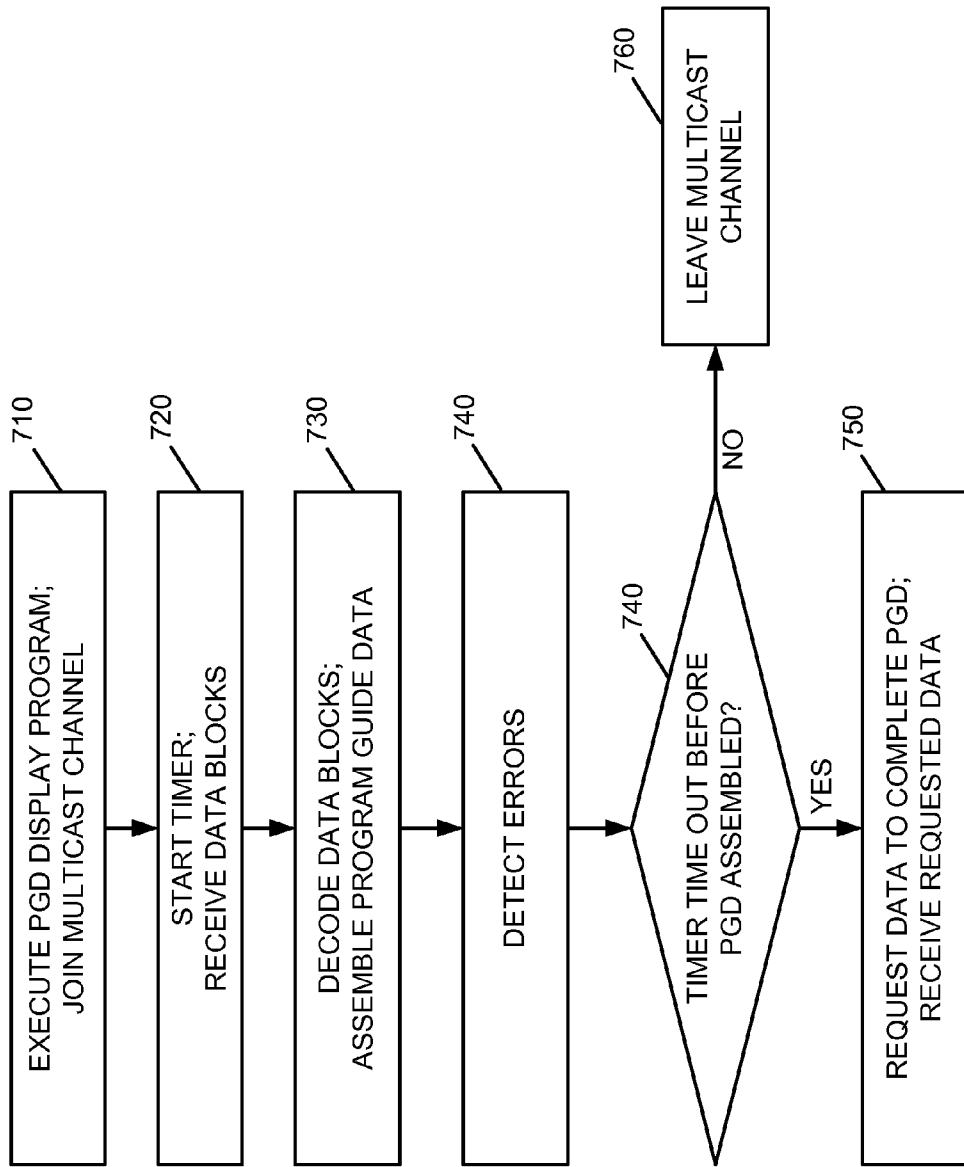 710
EXECUTE PGD DISPLAY PROGRAM;
JOIN MULTICAST CHANNEL
720
START TIMER;
RECEIVE DATA BLOCKS
730
DECODE DATA BLOCKS;
ASSEMBLE PROGRAM GUIDE DATA
740
DETECT ERRORS
740
TIMER TIME OUT BEFORE
PGD ASSEMBLED?
NO
760
LEAVE MULTICAST
CHANNEL
YES
750
REQUEST DATA TO COMPLETE PGD;
RECEIVE REQUESTED DATA